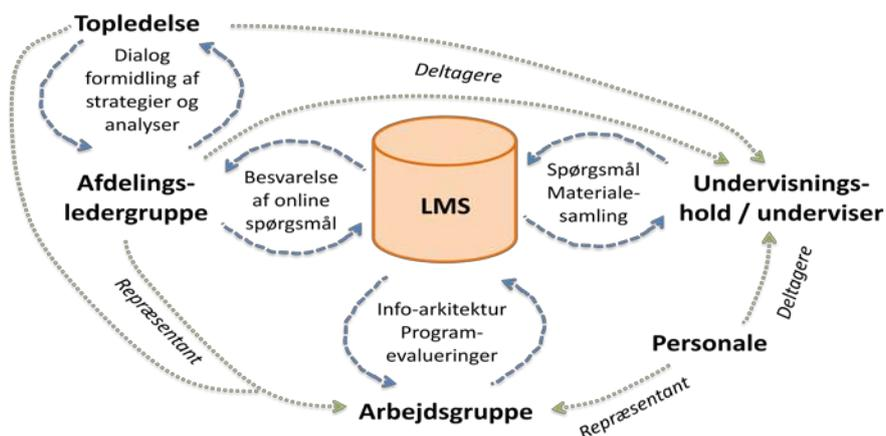 Topledelse
Dialog
formidling af
strategier og
analyser
Deltagere
Afdelings-
ledergruppe
Besvarelse
af online
spørgsmål
LMS
Spørgsmål
Materiale-
samling
Undervisnings-
hold / underviser
Repræsentant
Info-arkitektur
Program-
evalueringer
Deltagere
Personale
Arbejdsgruppe
Repræsentant